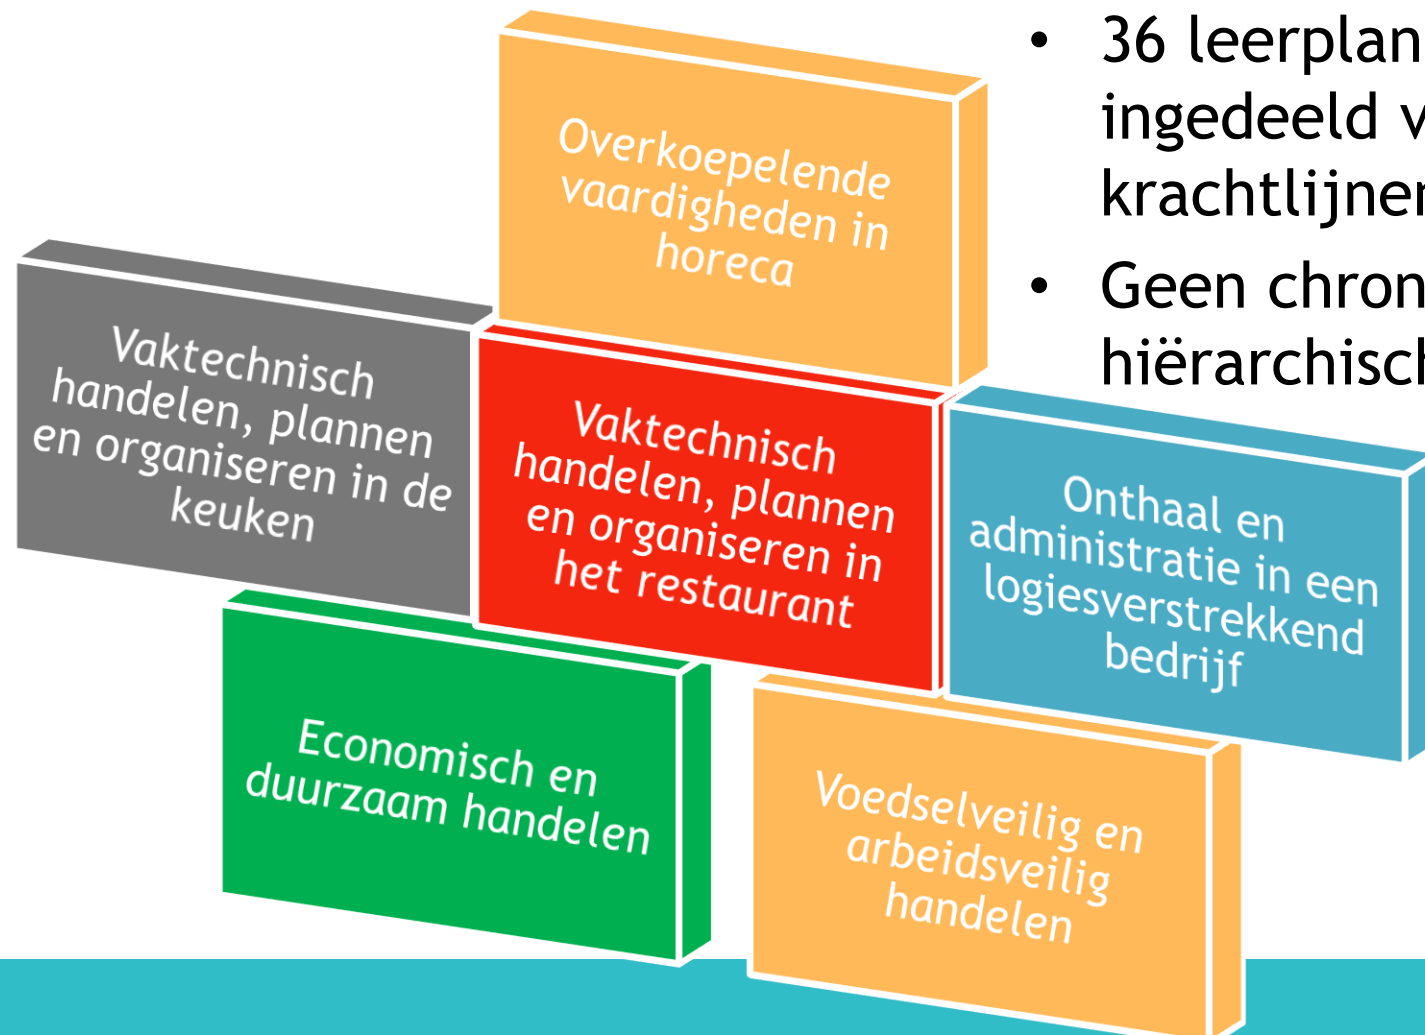 • 36 leerplan
ingedeeld v
krachtlijnen
• Geen chron
hiërarchisch
Overkoepelende
vaardigheden in
horeca
Vaktechnisch
handelen, plannen
en organiseren in de
keuken
Vaktechnisch
handelen, plannen
en organiseren in
het restaurant
Onthaal en
administratie in een
logiesverstrekkend
bedrijf
Economisch en
duurzaam handelen
Voedselveilig en
arbeidsveilig
handelen